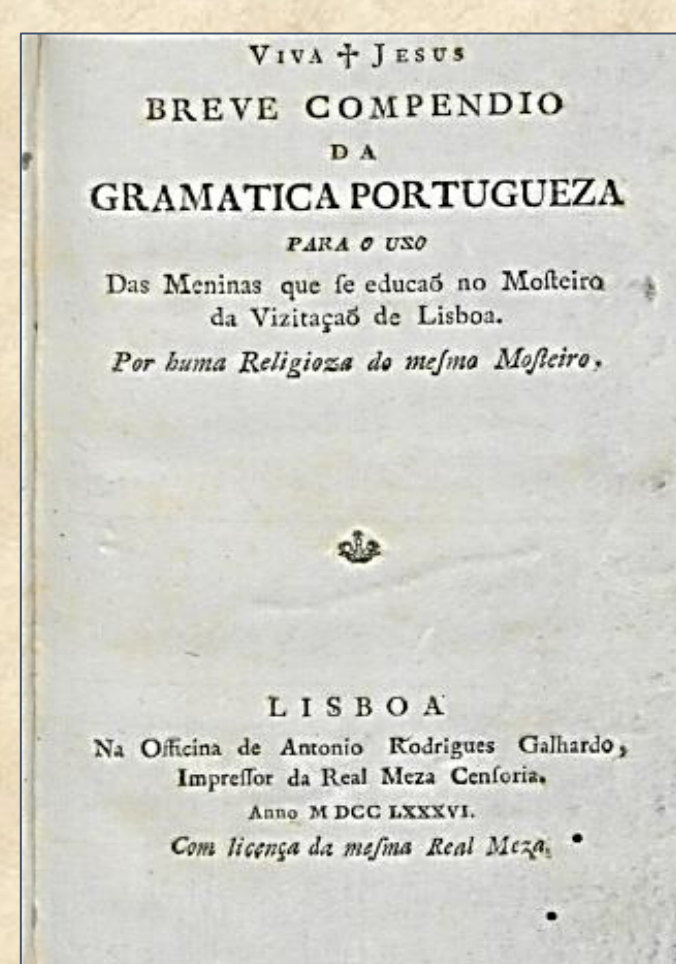 VIVA ✝ JESUS
BREVE COMPENDIO
DA
GRAMATICA PORTUGUEZA
PARA O UZO
Das Meninas que ſe educaõ no Moſteiro
da Vizitaçaõ de Lisboa.
Por huma Religioza do meſmo Moſteiro,
LISBOA
Na Officina de Antonio Rodrigues Galhardo,
Impreſſor da Real Meza Cenſoria.
Anno M DCC LXXXVI.
Com licença da meſma Real Meza.